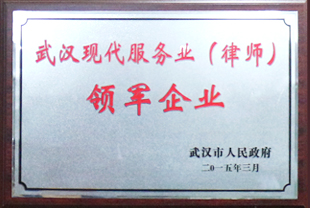 武汉现代服务业（律师）
领军企业
武汉市人民政府
二〇一五年三月